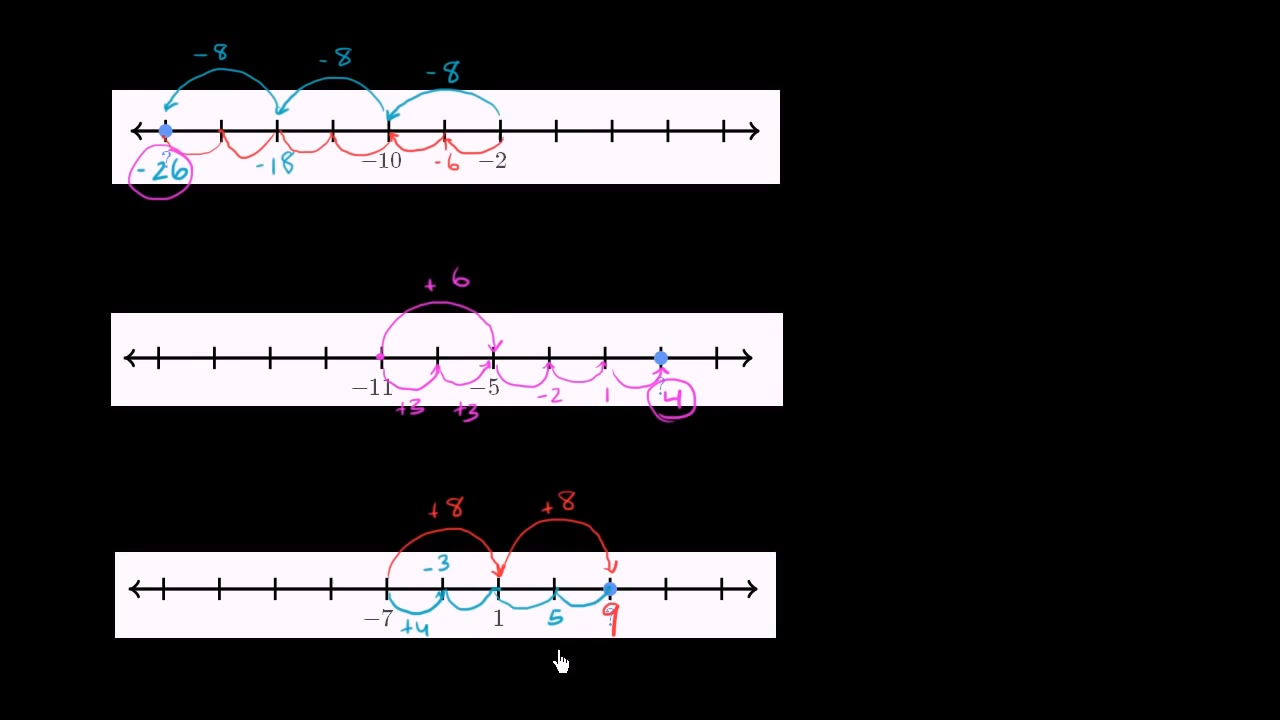 -8 -8 -8
-26 -18 -10 -6 -2
+ 6
-11 -5 -2 1 ? 4
+3 +3
+8 +8
-3
-7 +4 1 5 9